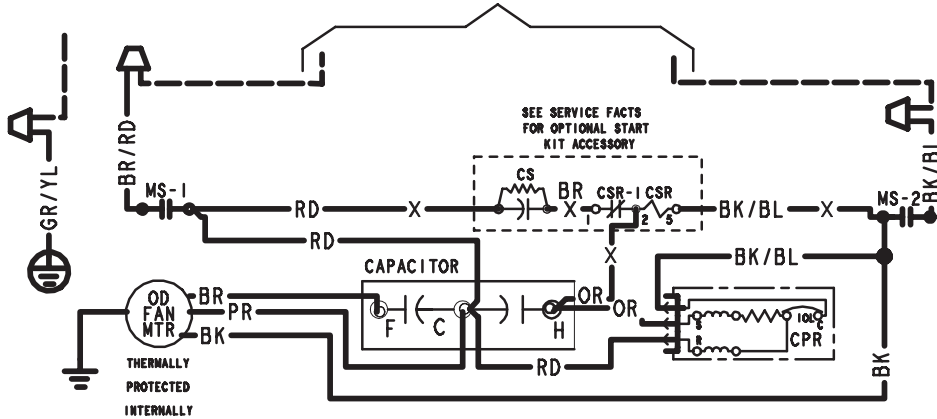 SEE SERVICE FACTS
FOR OPTIONAL START
KIT ACCESSORY
BR/RD
GR/YL
MS-1
RD
X
CS
BR
X
CSR-1
CSR
1
2
5
BK/BL
X
MS-2
BK/BL
RD
X
BK/BL
CAPACITOR
OD
FAN
MTR
BR
PR
BK
F
C
H
OR
OR
S
R
IOL
C
CPR
RD
BK
THERMALLY
PROTECTED
INTERNALLY